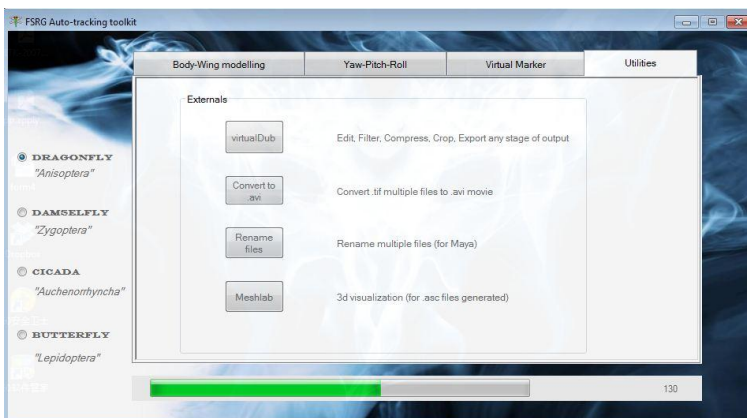 FSRG Auto-tracking toolkit
Body-Wing modelling Yaw-Pitch-Roll Virtual Marker Utilities
Externals
virtualDub Edit, Filter, Compress, Crop, Export any stage of output
Convert to
.avi
Convert .tif multiple files to .avi movie
Rename
files
Rename multiple files (for Maya)
Meshlab 3d visualization (for .asc files generated)
DRAGONFLY
"Anisoptera"
DAMSELFLY
"Zygoptera"
CICADA
"Auchenorrhyncha"
BUTTERFLY
"Lepidoptera"
130